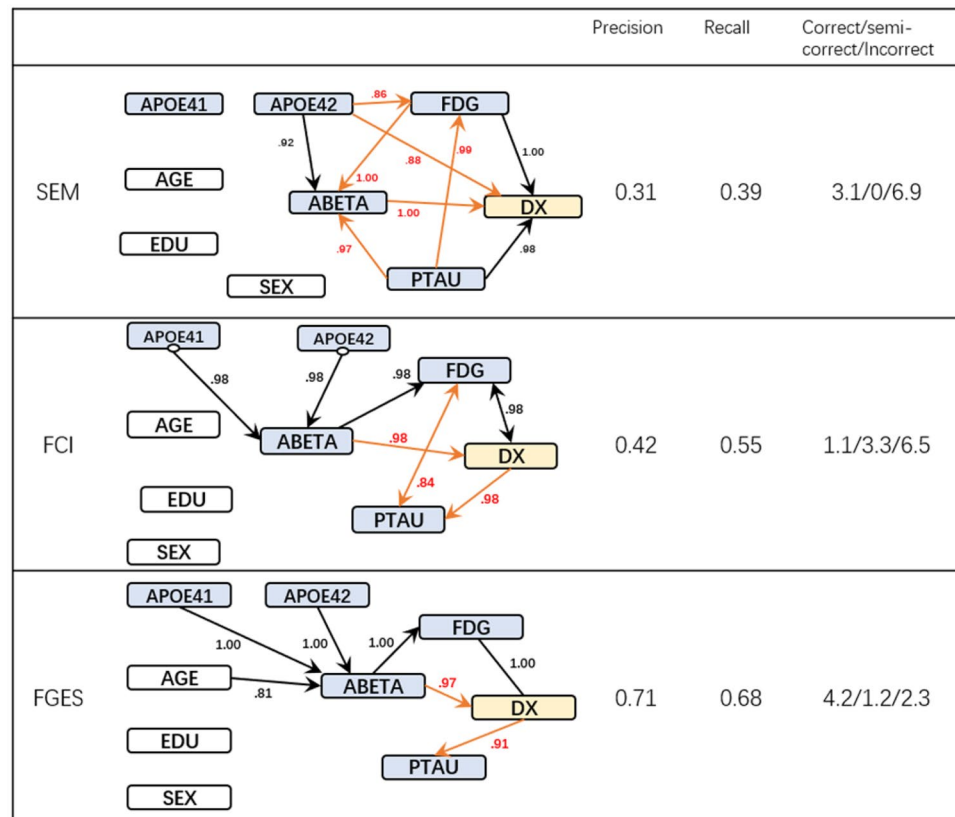 Precision Recall Correct/semi-
correct/Incorrect
APOE41 APOE42 .86 FDG
.92 .88 .99 1.00
AGE 1.00
SEM ABETA 1.00 DX 0.31 0.39 3.1/0/6.9
EDU .97 .98
PTAU
SEX
APOE41 APOE42
.98 .98 .98 FDG
.98
AGE
FCI ABETA .98 DX 0.42 0.55 1.1/3.3/6.5
.84 .98
EDU
PTAU
SEX
APOE41 APOE42
FDG
1.00 1.00 1.00 1.00
AGE
.81 ABETA .97
FGES DX 0.71 0.68 4.2/1.2/2.3
EDU .91
PTAU
SEX